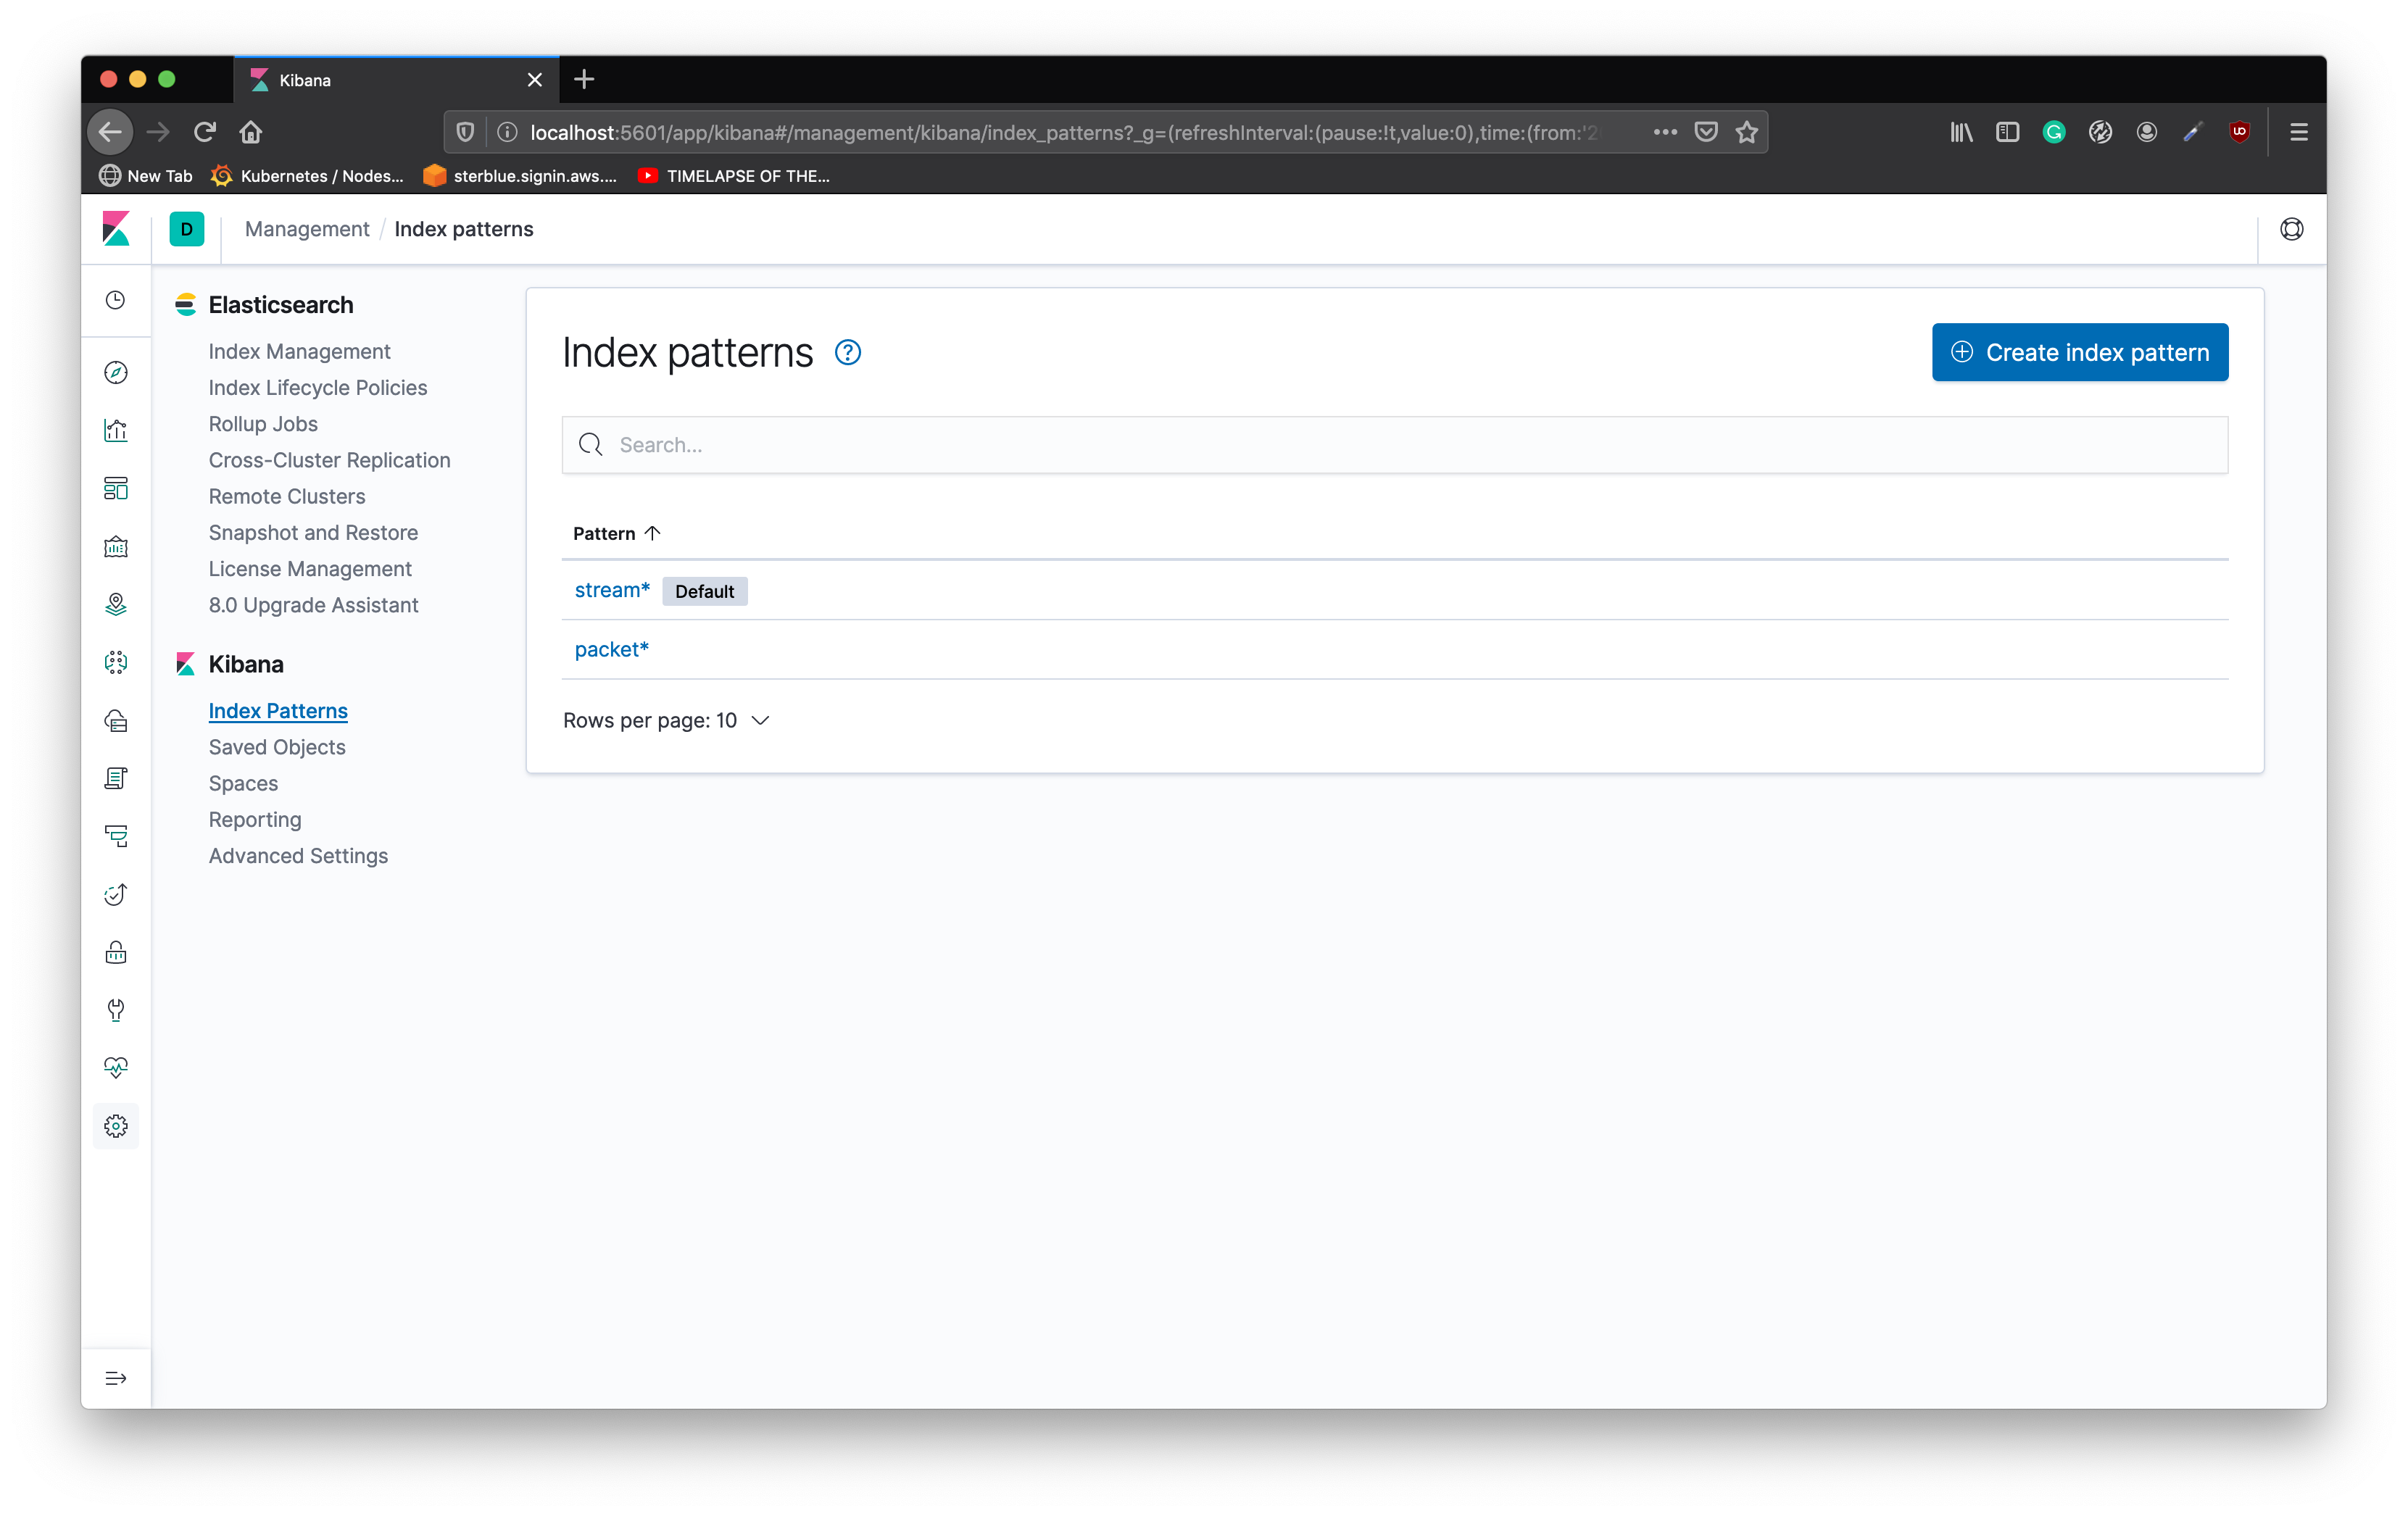 Kibana
localhost:5601/app/kibana#/management/kibana/index_patterns?_g=(refreshInterval:(pause:!t,value:0),time:(from:'2
New Tab
Kubernetes / Nodes...
sterblue.signin.aws....
TIMELAPSE OF THE...
D
Management / Index patterns
Elasticsearch
Index Management
Index Lifecycle Policies
Rollup Jobs
Cross-Cluster Replication
Remote Clusters
Snapshot and Restore
License Management
8.0 Upgrade Assistant
Kibana
Index Patterns
Saved Objects
Spaces
Reporting
Advanced Settings
Index patterns
Create index pattern
Search...
Pattern
stream* Default
packet*
Rows per page: 10